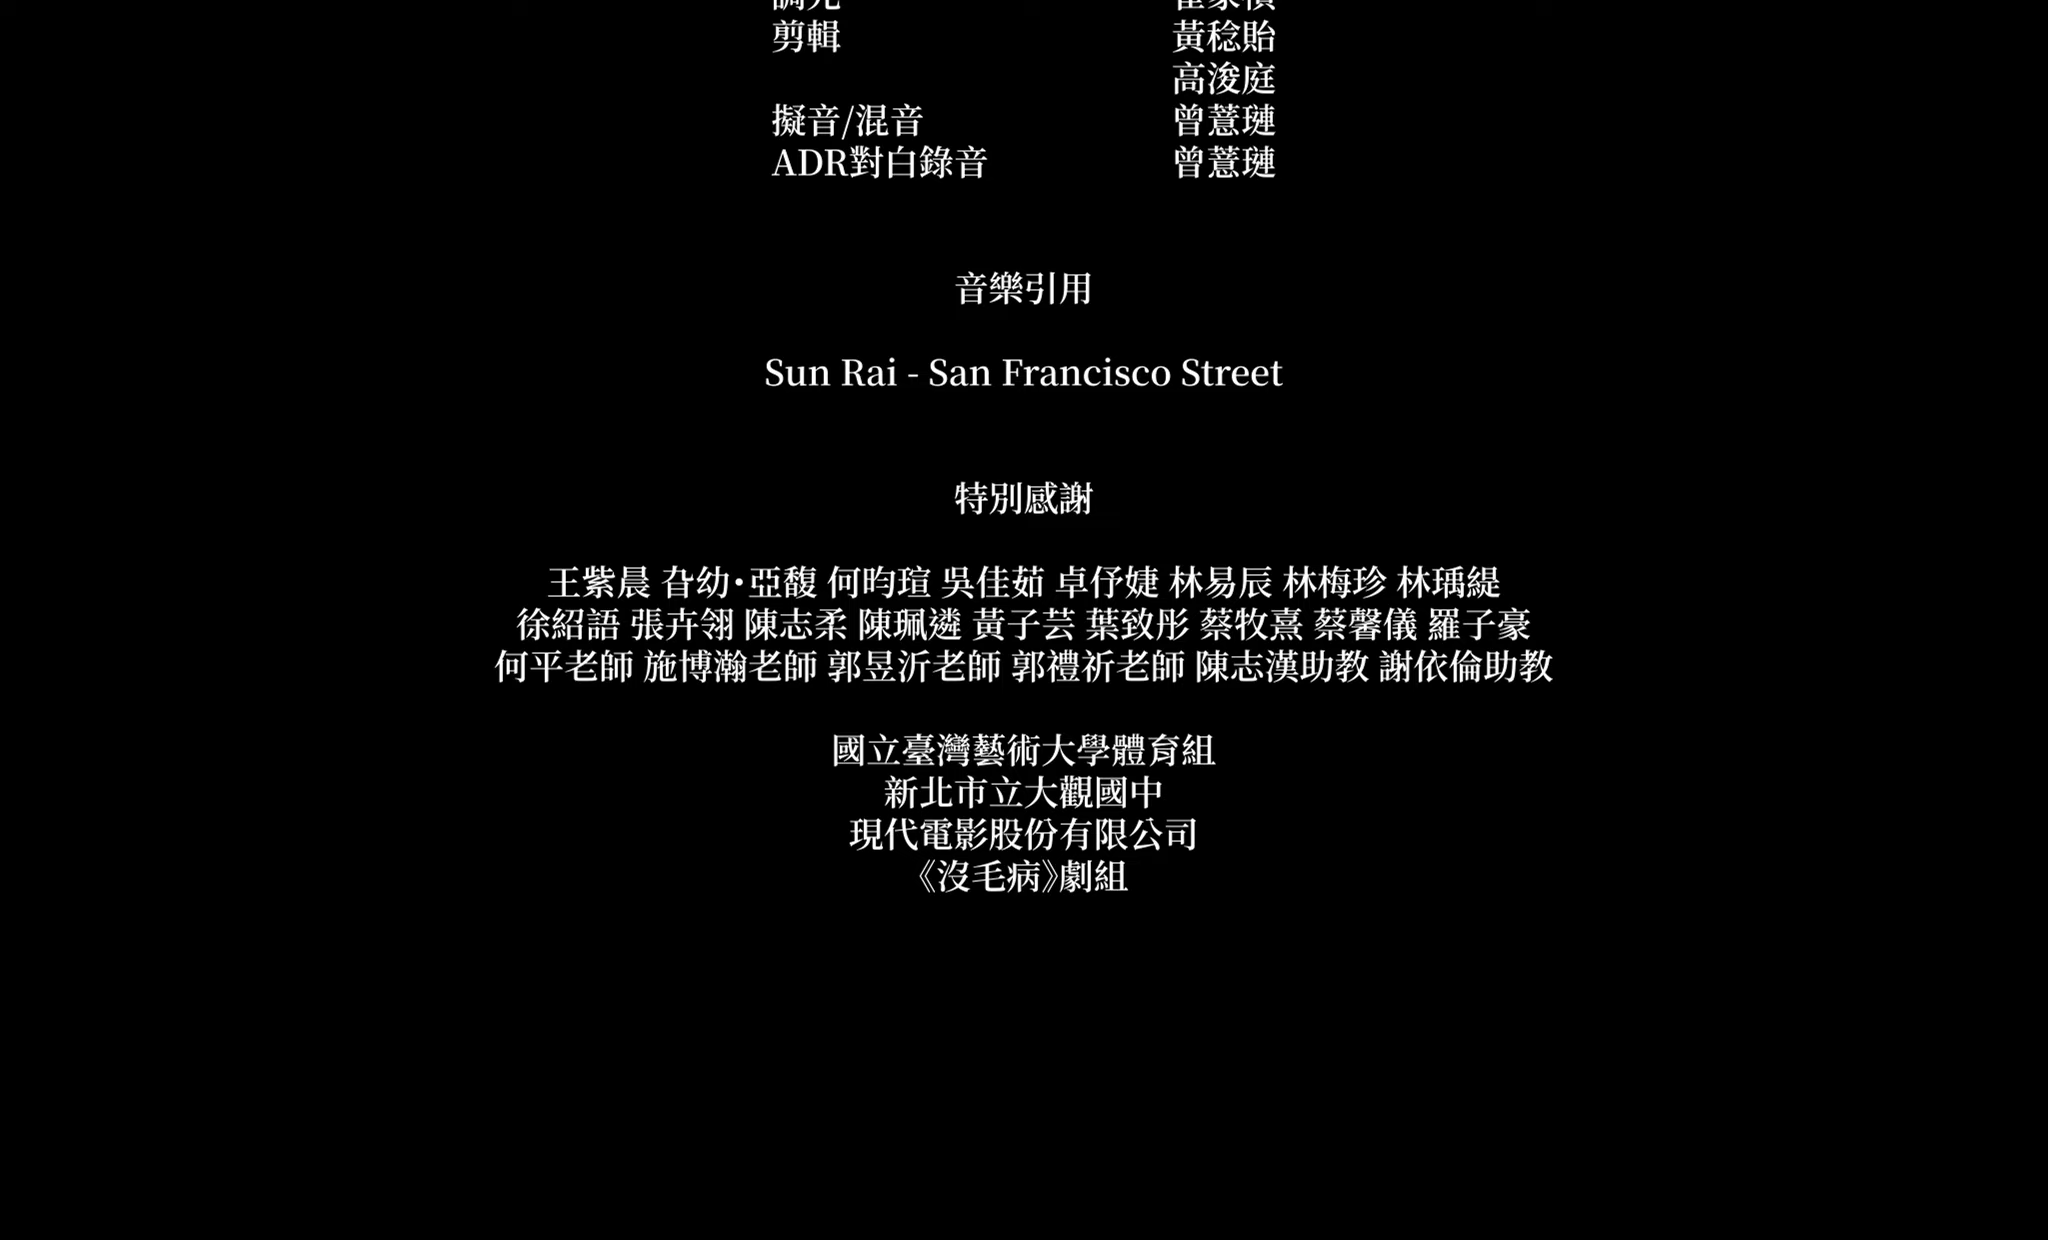 剪輯 黃稔貽
高浚庭
擬音/混音 曾薏璉
ADR對白錄音 曾薏璉
音樂引用
Sun Rai - San Francisco Street
特別感謝
王紫晨 旮幼•亞馥 何昀瑄 吳佳茹 卓伃婕 林易辰 林梅珍 林瑀緹
徐紹語 張卉翎 陳志柔 陳珮遴 黃子芸 葉致彤 蔡牧熹 蔡馨儀 羅子豪
何平老師 施博瀚老師 郭昱沂老師 郭禮祈老師 陳志漢助教 謝依倫助教
國立臺灣藝術大學體育組
新北市立大觀國中
現代電影股份有限公司
《沒毛病》劇組